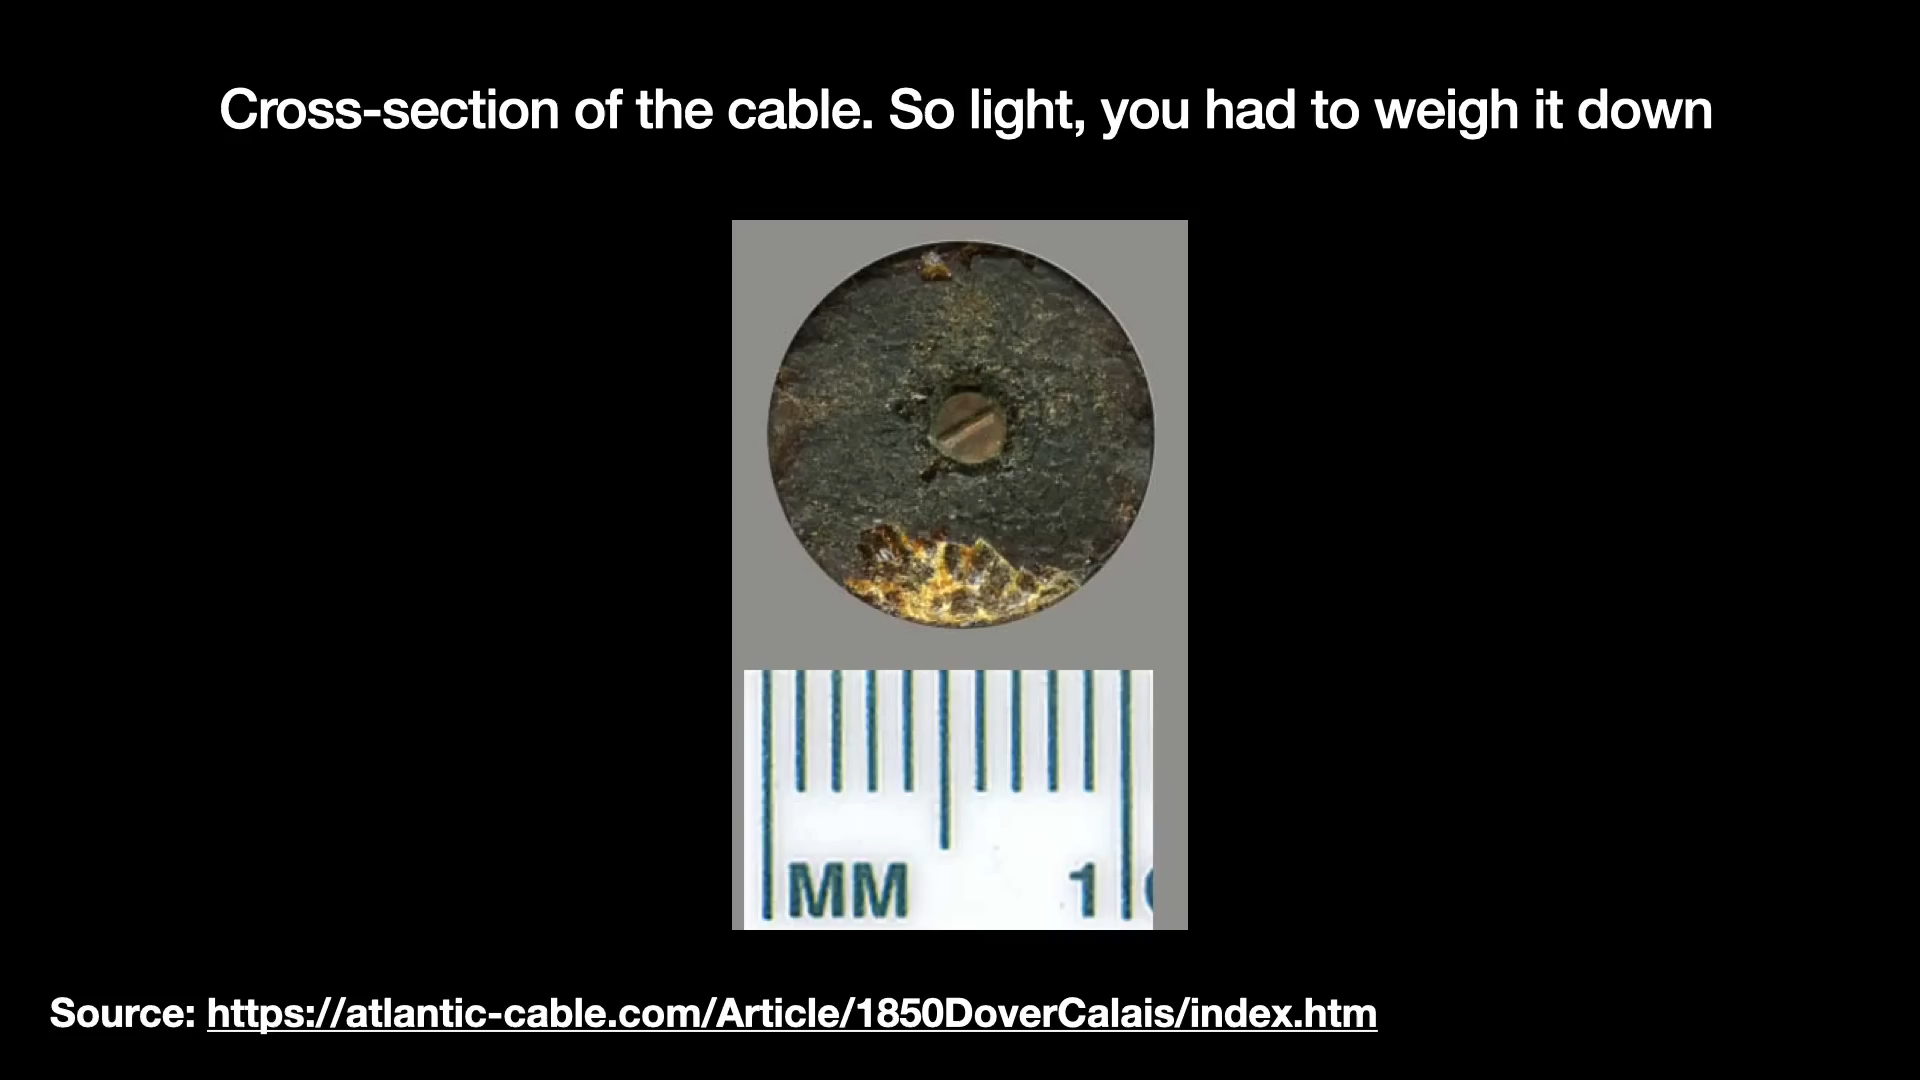 Cross-section of the cable. So light, you had to weigh it down
MM 1
Source: https://atlantic-cable.com/Article/1850DoverCalais/index.htm